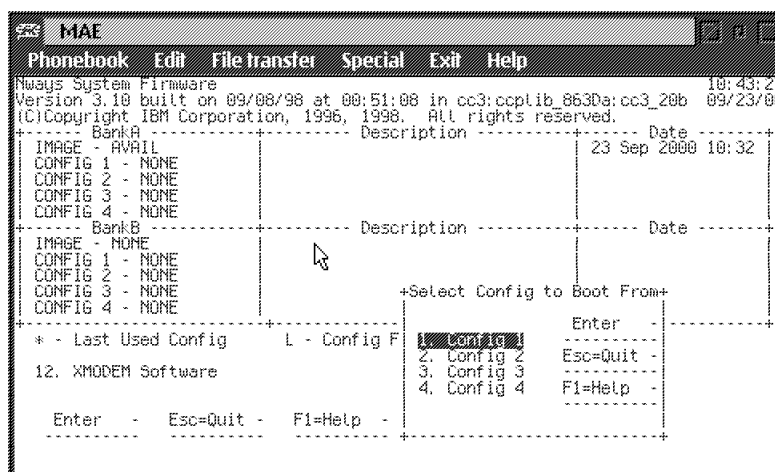 MAE
Phonebook Edit File transfer Special Exit Help
Nways System Firmware 10:43:2
Version 3.10 built on 09/08/98 at 00:51:08 in cc3:ccplib_863Da:cc3_20b 09/23/0
(C)Copyright IBM Corporation, 1996, 1998. All rights reserved.
BankA Description Date
IMAGE - AVAIL 23 Sep 2000 10:32
CONFIG 1 - NONE
CONFIG 2 - NONE
CONFIG 3 - NONE
CONFIG 4 - NONE
BankB Description Date
IMAGE - NONE
CONFIG 1 - NONE
CONFIG 2 - NONE
CONFIG 3 - NONE
CONFIG 4 - NONE
* - Last Used Config L - Config F
12. XMODEM Software
Enter - Esc=Quit - F1=Help -
Select Config to Boot From
1. Config 1
2. Config 2
3. Config 3
4. Config 4
Enter -
Esc=Quit -
F1=Help -